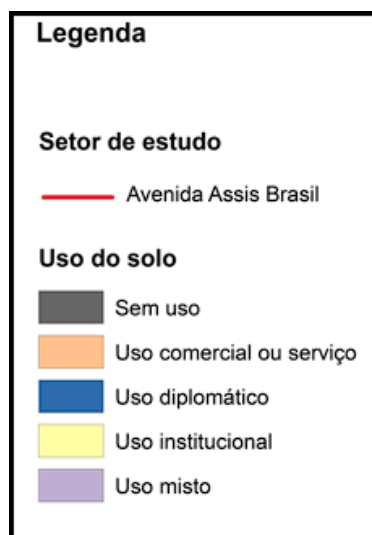 Legenda
Setor de estudo
Avenida Assis Brasil
Uso do solo
Sem uso
Uso comercial ou serviço
Uso diplomático
Uso institucional
Uso misto